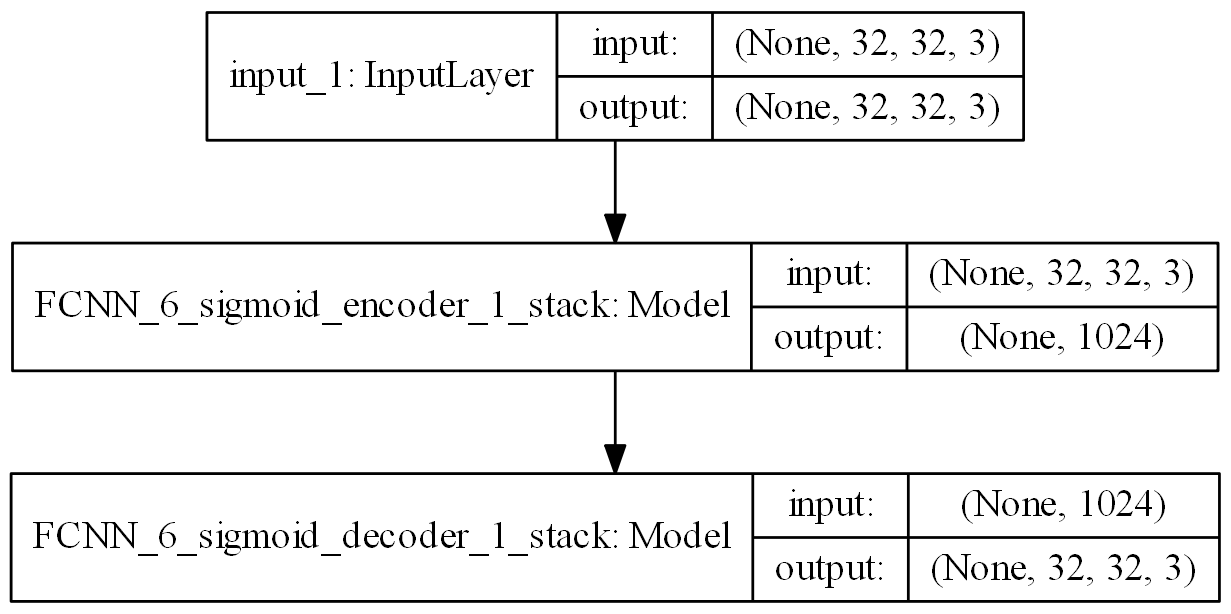 input_1: InputLayer
input: (None, 32, 32, 3)
output: (None, 32, 32, 3)
FCNN_6_sigmoid_encoder_1_stack: Model
input: (None, 32, 32, 3)
output: (None, 1024)
FCNN_6_sigmoid_decoder_1_stack: Model
input: (None, 1024)
output: (None, 32, 32, 3)